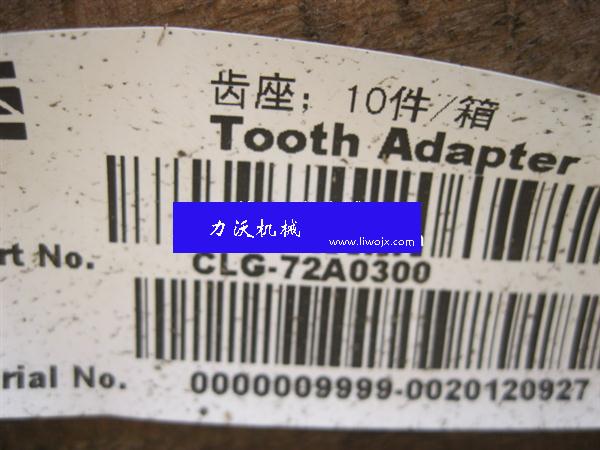 齿座; 10件/箱
Tooth Adapter
力沃机械
www.liwojx.com
rt No.
CLG-72A0300
rial No.
0000009999-0020120927